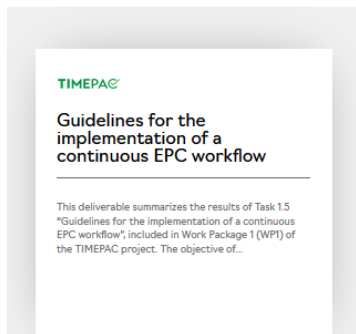 TIMEPAC
Guidelines for the
implementation of a
continuous EPC workflow
This deliverable summarizes the results of Task 1.5
“Guidelines for the implementation of a continuous
EPC workflow”, included in Work Package 1 (WP1) of
the TIMEPAC project. The objective of...